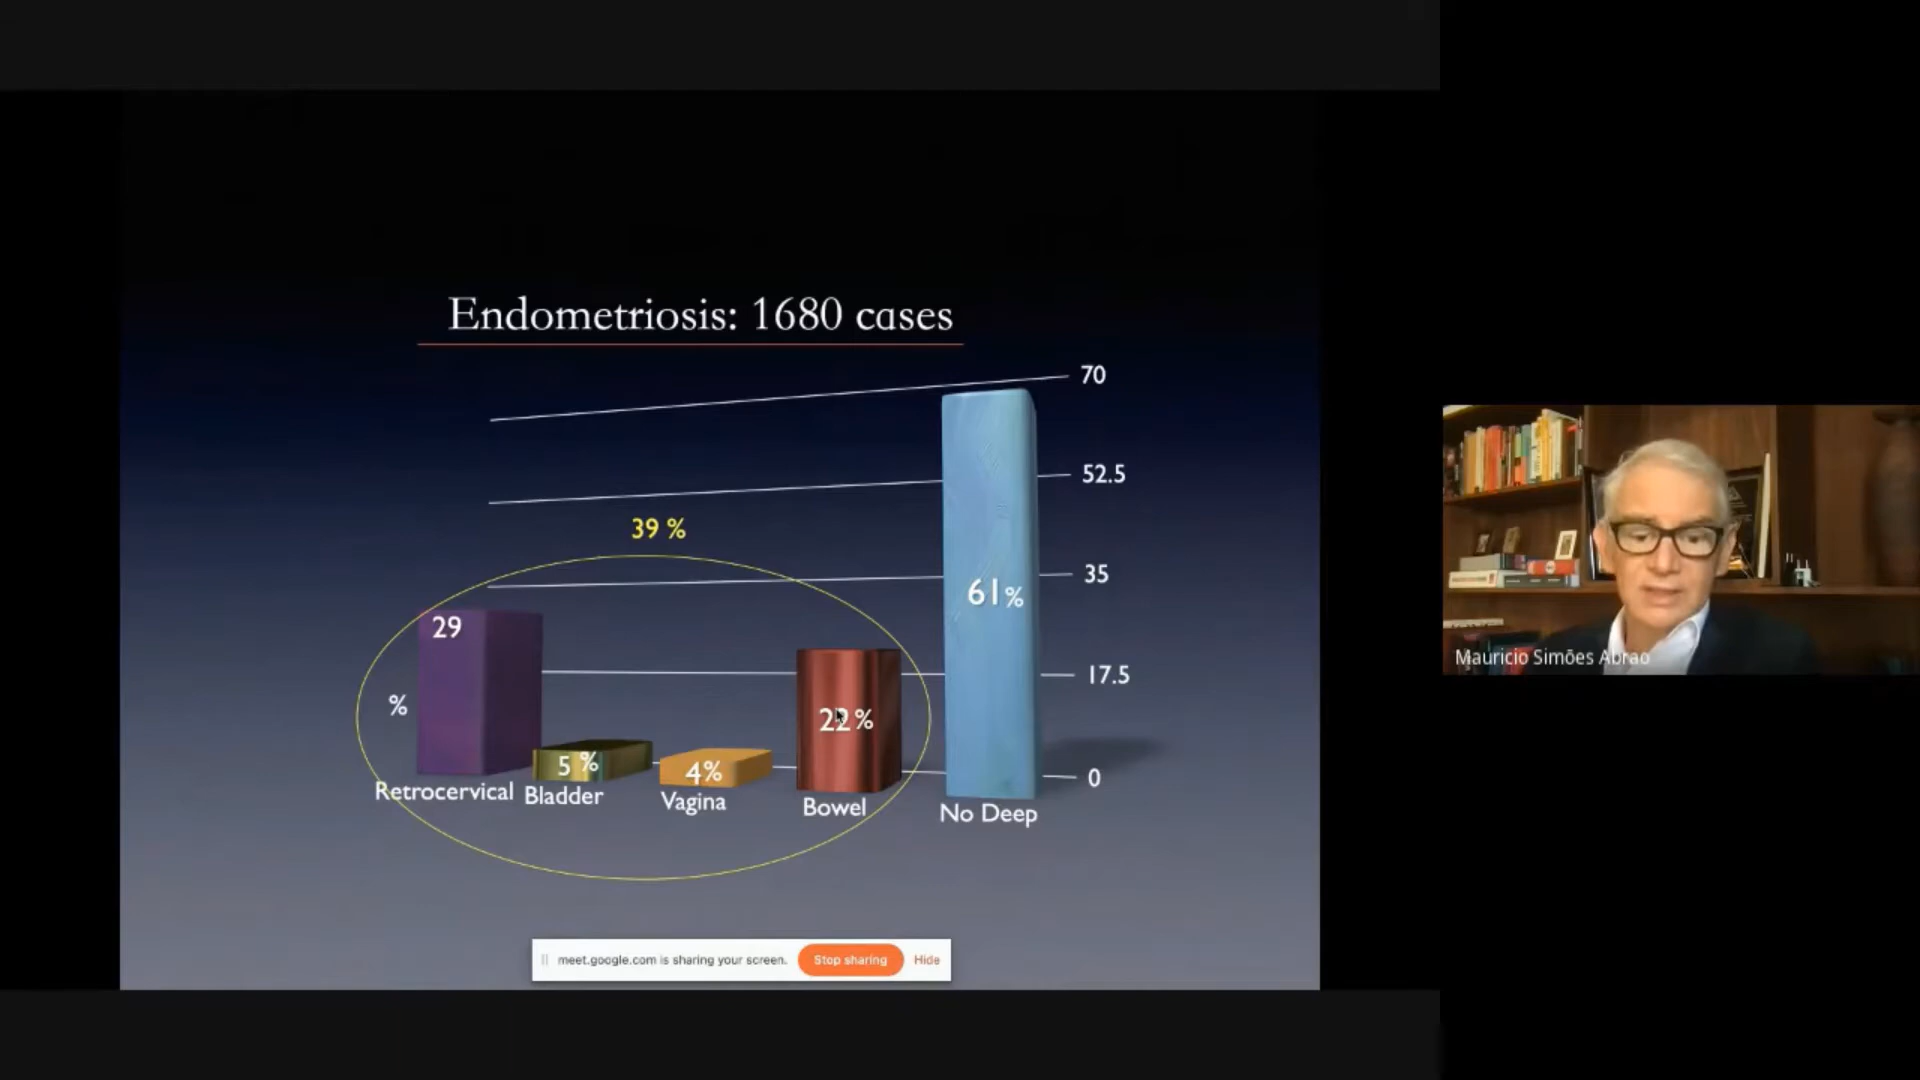 Endometriosis: 1680 cases
70
52.5
39 %
35
61%
29
17.5
%
22%
5 %
4%
0
Retrocervical
Bladder
Vagina
Bowel
No Deep
meet.google.com is sharing your screen.
Stop sharing
Hide
Mauricio Simões Abrao